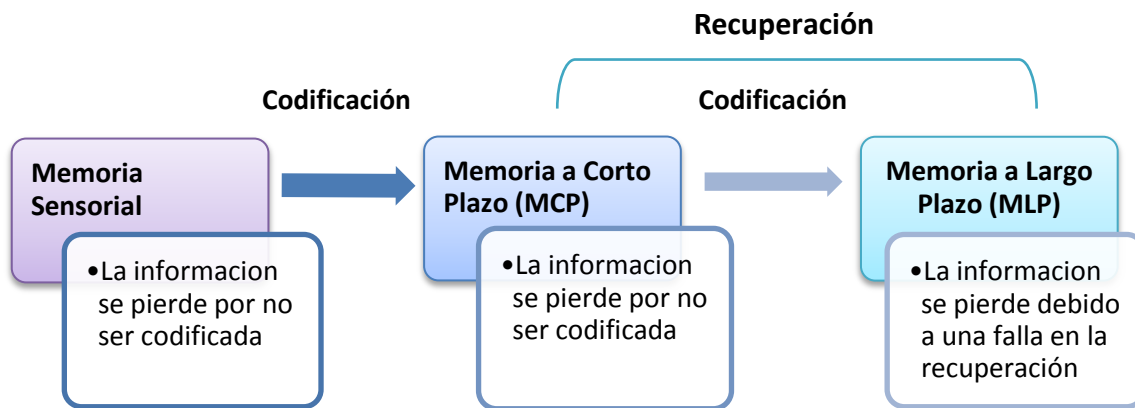 Recuperación
Codificación
Codificación
Memoria
Sensorial
•La informacion
se pierde por no
ser codificada
Memoria a Corto
Plazo (MCP)
•La informacion
se pierde por no
ser codificada
Memoria a Largo
Plazo (MLP)
•La informacion
se pierde debido
a una falla en la
recuperación